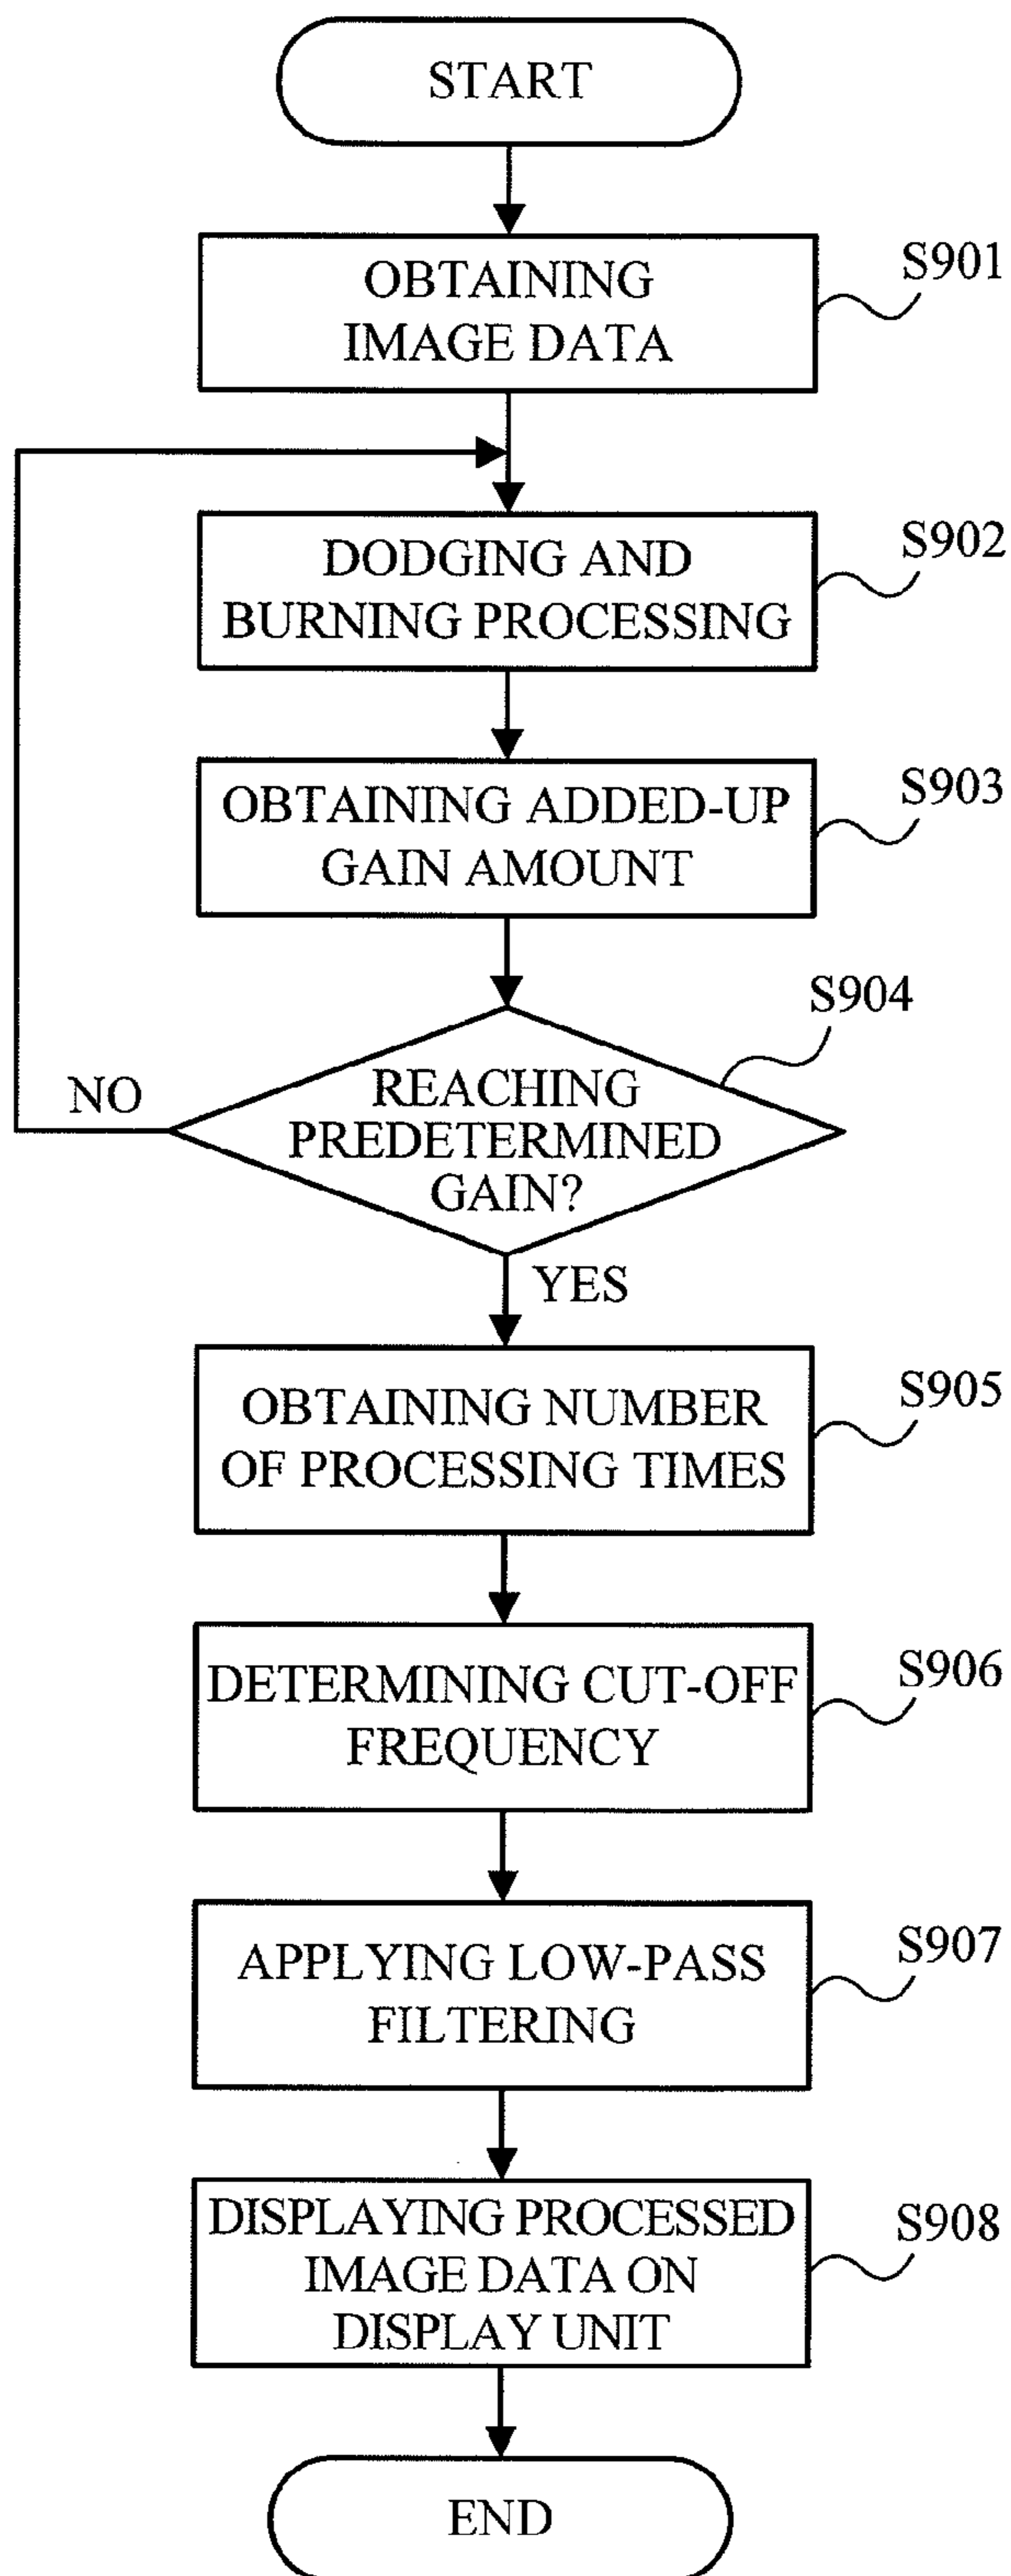 START
OBTAINING
IMAGE DATA
S901
DODGING AND
BURNING PROCESSING
S902
OBTAINING ADDED-UP
GAIN AMOUNT
S903
S904
REACHING
PREDETERMINED
GAIN?
NO
YES
OBTAINING NUMBER
OF PROCESSING TIMES
S905
DETERMINING CUT-OFF
FREQUENCY
S906
APPLYING LOW-PASS
FILTERING
S907
DISPLAYING PROCESSED
IMAGE DATA ON
DISPLAY UNIT
S908
END